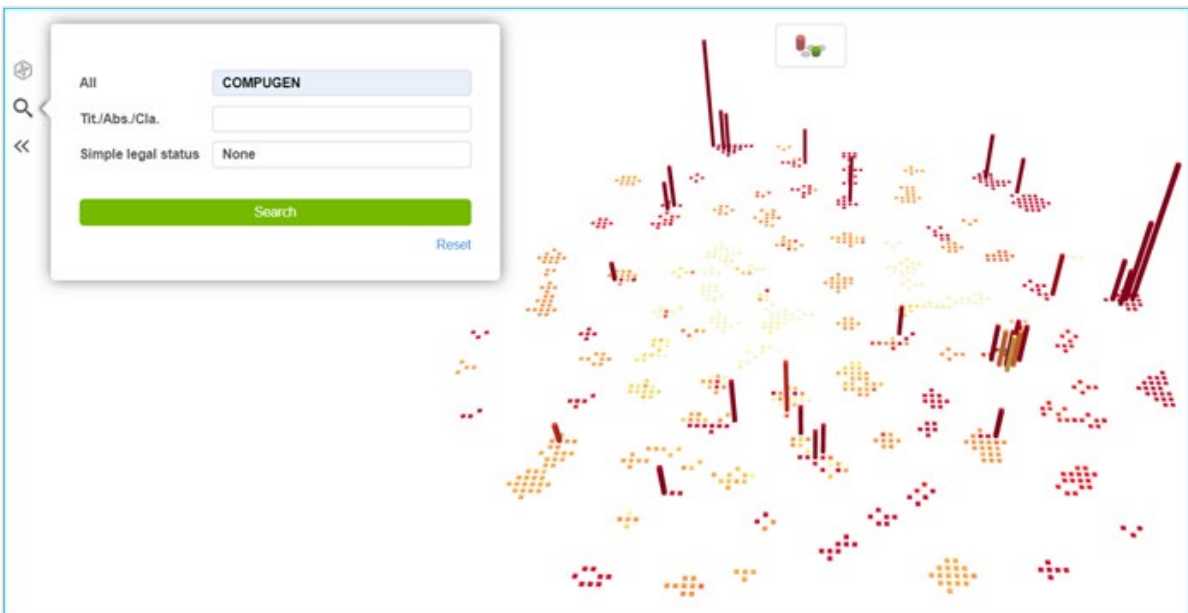 All COMPUGEN
Tit./Abs./Cla.
Simple legal status None
Search
Reset